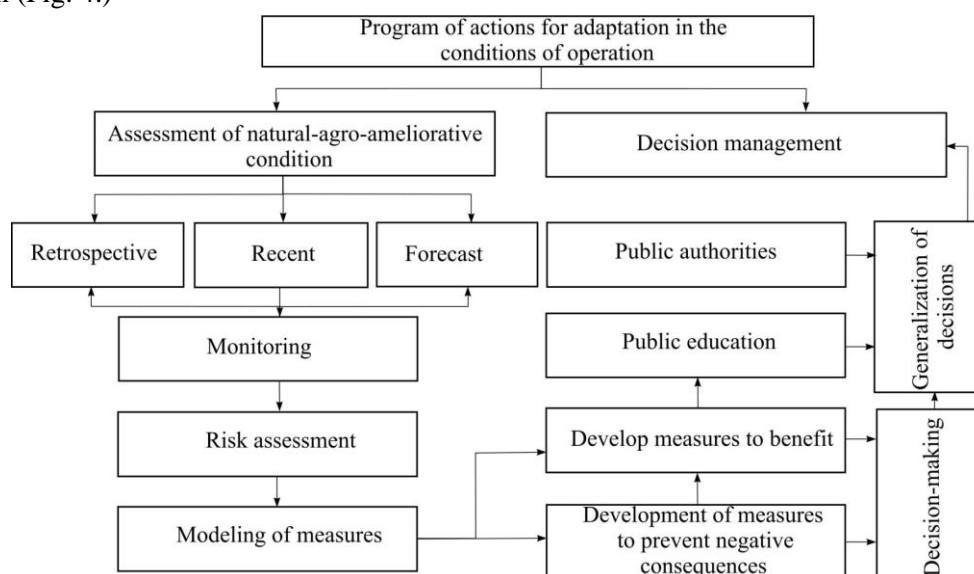 (Fig. 4.)
Program of actions for adaptation in the
conditions of operation
Assessment of natural-agro-ameliorative
condition
Decision management
Retrospective
Recent
Forecast
Public authorities
Generalization of
decisions
Monitoring
Public education
Risk assessment
Develop measures to benefit
Decision-making
Modeling of measures
Development of measures
to prevent negative
consequences